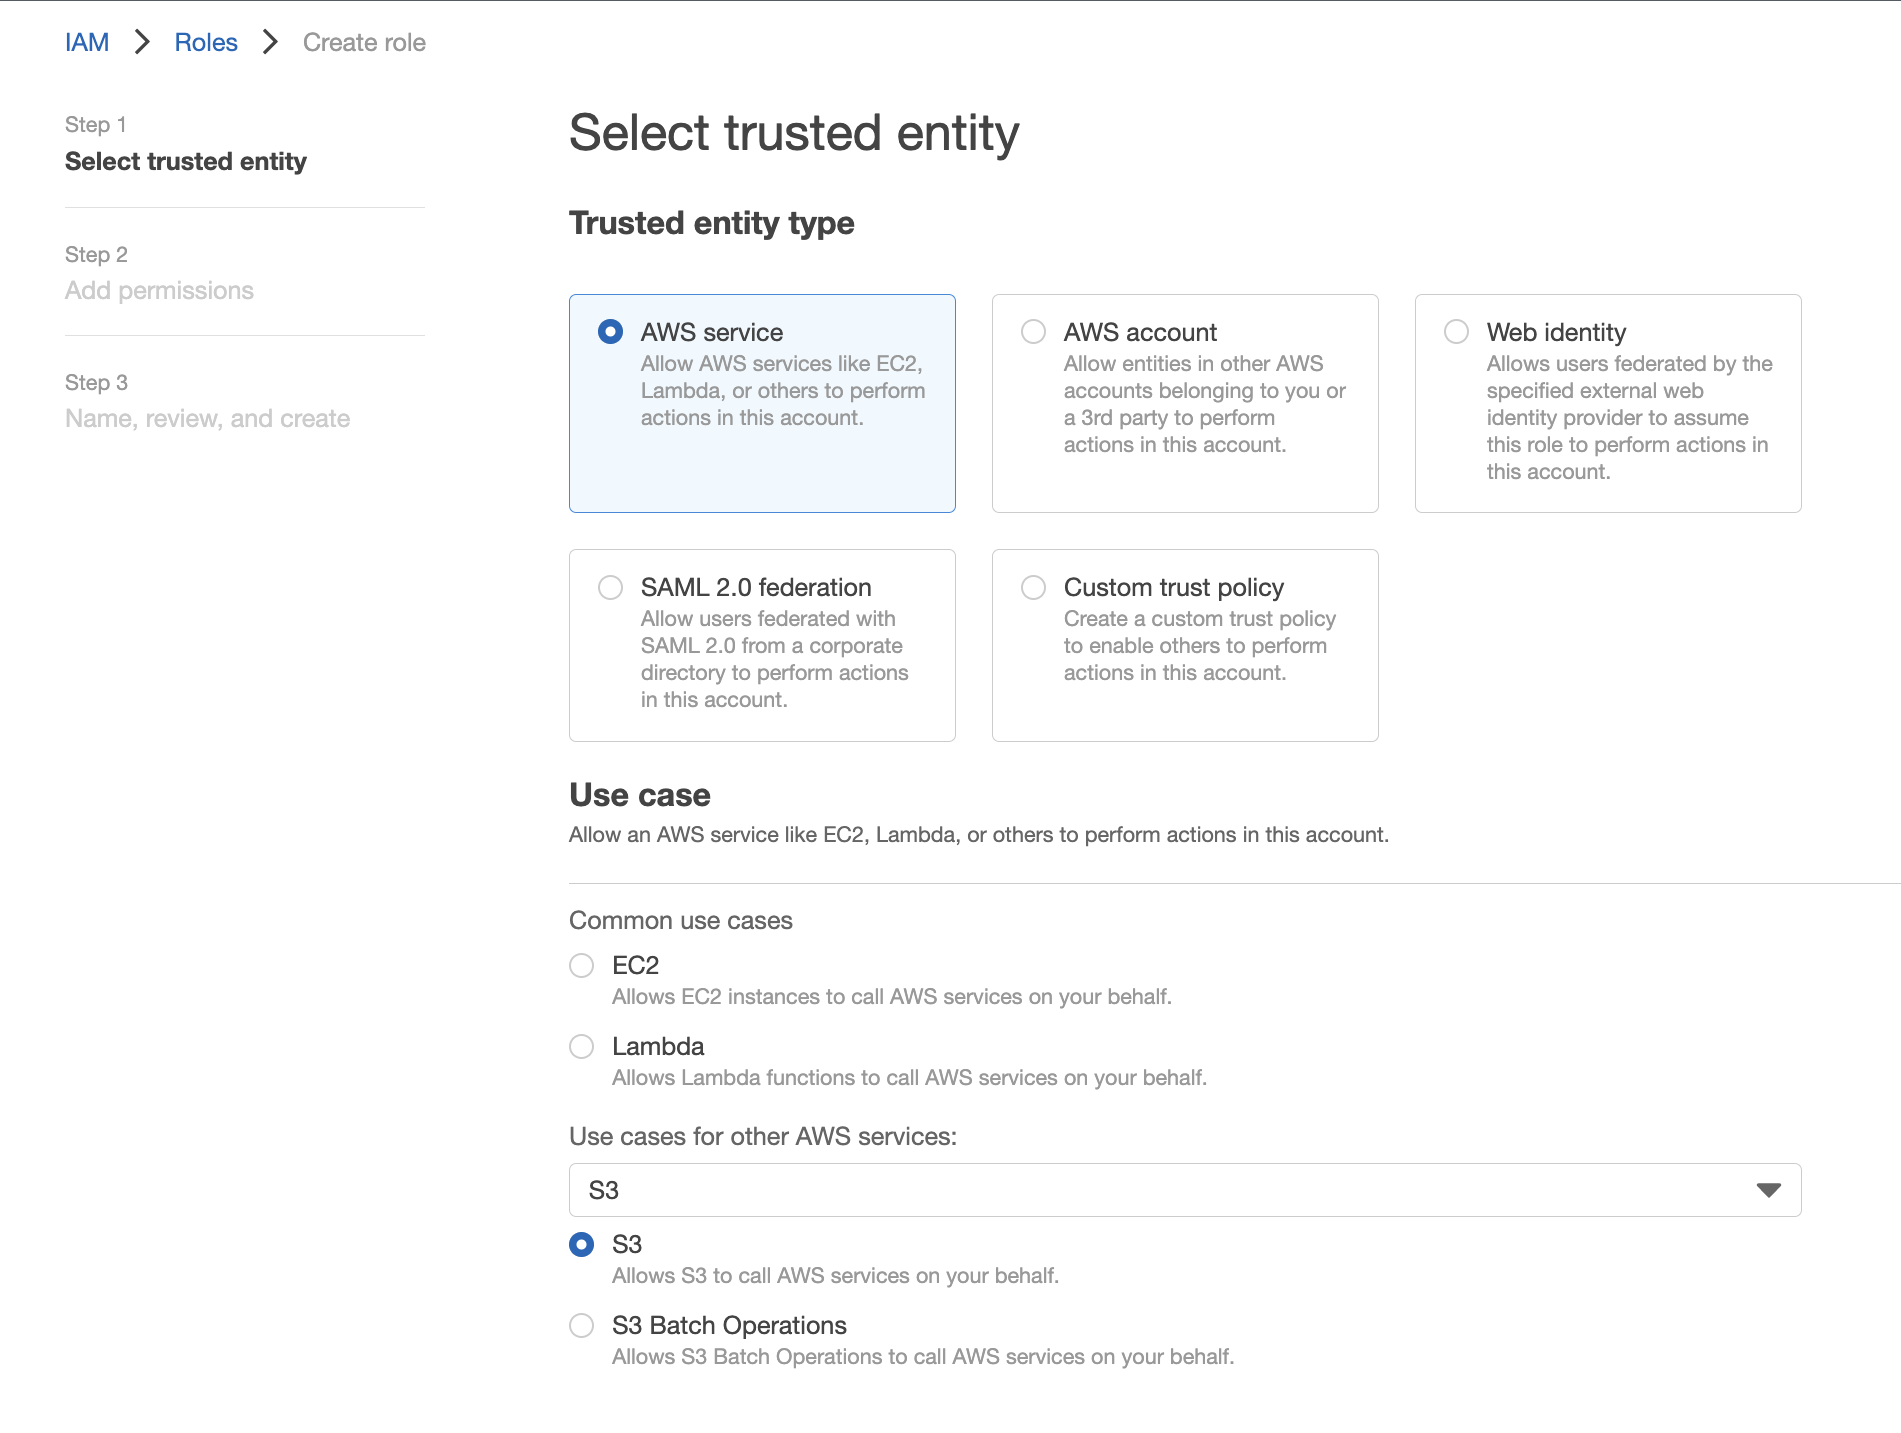 IAM > Roles > Create role
Step 1
Select trusted entity
Step 2
Add permissions
Step 3
Name, review, and create
Select trusted entity
Trusted entity type
AWS service
Allow AWS services like EC2,
Lambda, or others to perform
actions in this account.
AWS account
Allow entities in other AWS
accounts belonging to you or
a 3rd party to perform
actions in this account.
Web identity
Allows users federated by the
specified external web
identity provider to assume
this role to perform actions in
this account.
SAML 2.0 federation
Allow users federated with
SAML 2.0 from a corporate
directory to perform actions
in this account.
Custom trust policy
Create a custom trust policy
to enable others to perform
actions in this account.
Use case
Allow an AWS service like EC2, Lambda, or others to perform actions in this account.
Common use cases
EC2
Allows EC2 instances to call AWS services on your behalf.
Lambda
Allows Lambda functions to call AWS services on your behalf.
Use cases for other AWS services:
S3
S3
Allows S3 to call AWS services on your behalf.
S3 Batch Operations
Allows S3 Batch Operations to call AWS services on your behalf.